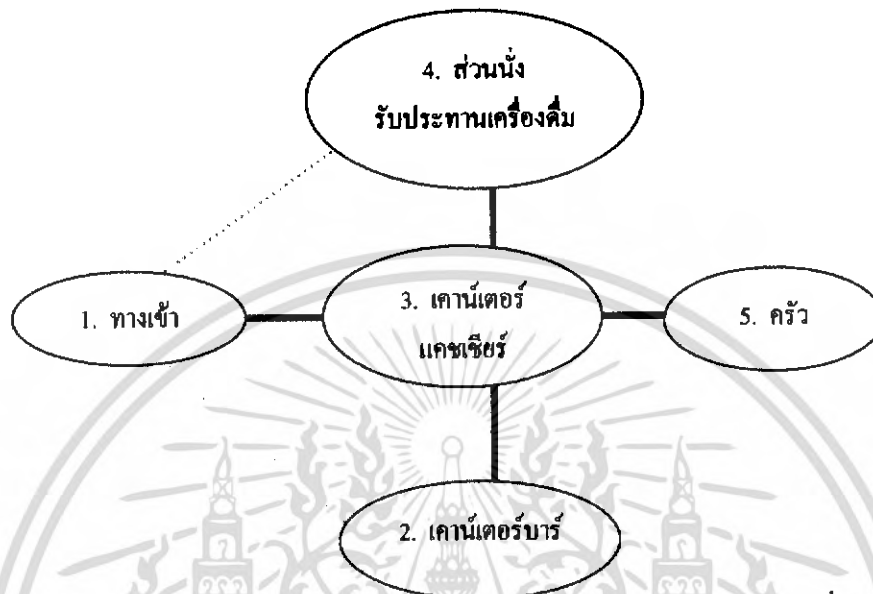 4. ส่วนนั่ง
รับประทานเครื่องดื่ม
1. ทางเข้า
3. เคาน์เตอร์
แคชเชียร์
5. ครัว
2. เคาน์เตอร์บาร์